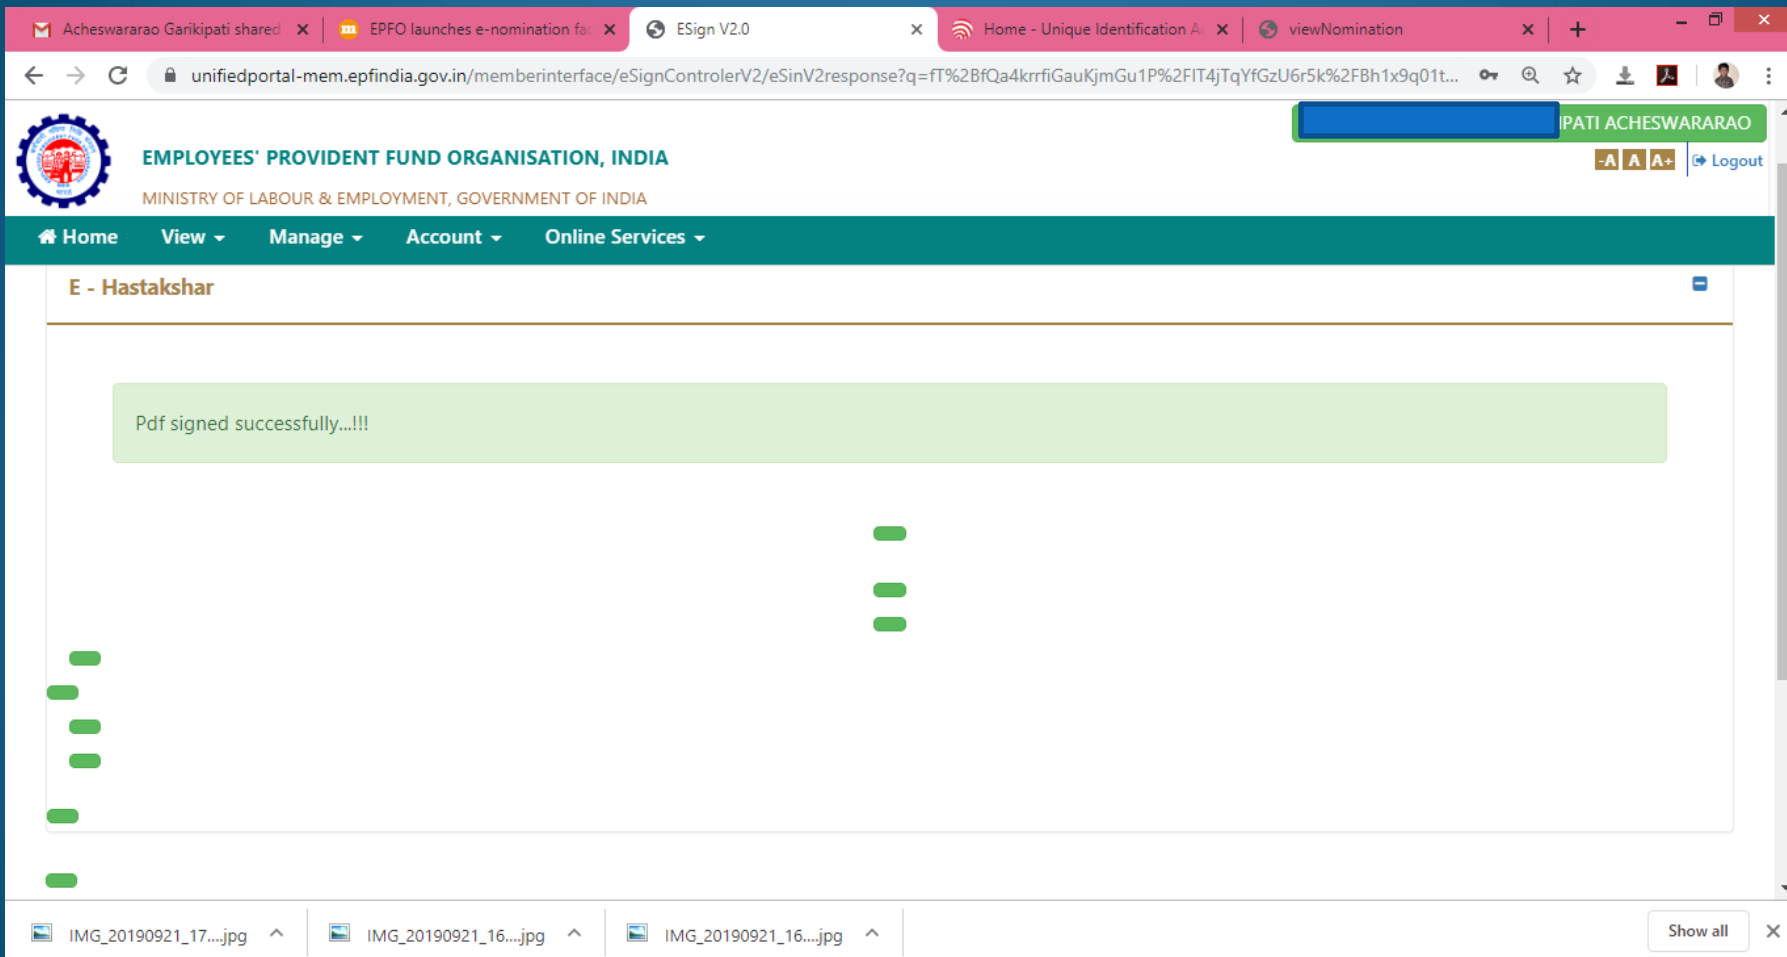 Acheswararao Garikipati shared
EPFO launches e-nomination fac
ESign V2.0
Home - Unique Identification A
viewNomination
unifiedportal-mem.epfindia.gov.in/memberinterface/eSignControlerV2/eSinV2response?q=fT%2BfQa4krrfiGauKjmGu1P%2FIT4jTqYfGzU6r5k%2FBh1x9q01t...
PATI ACHESWARARAO
EMPLOYEES' PROVIDENT FUND ORGANISATION, INDIA
-A A A+ Logout
MINISTRY OF LABOUR & EMPLOYMENT, GOVERNMENT OF INDIA
Home View Manage Account Online Services
E - Hastakshar
Pdf signed successfully...!!!
IMG_20190921_17....jpg
IMG_20190921_16....jpg
IMG_20190921_16....jpg
Show all